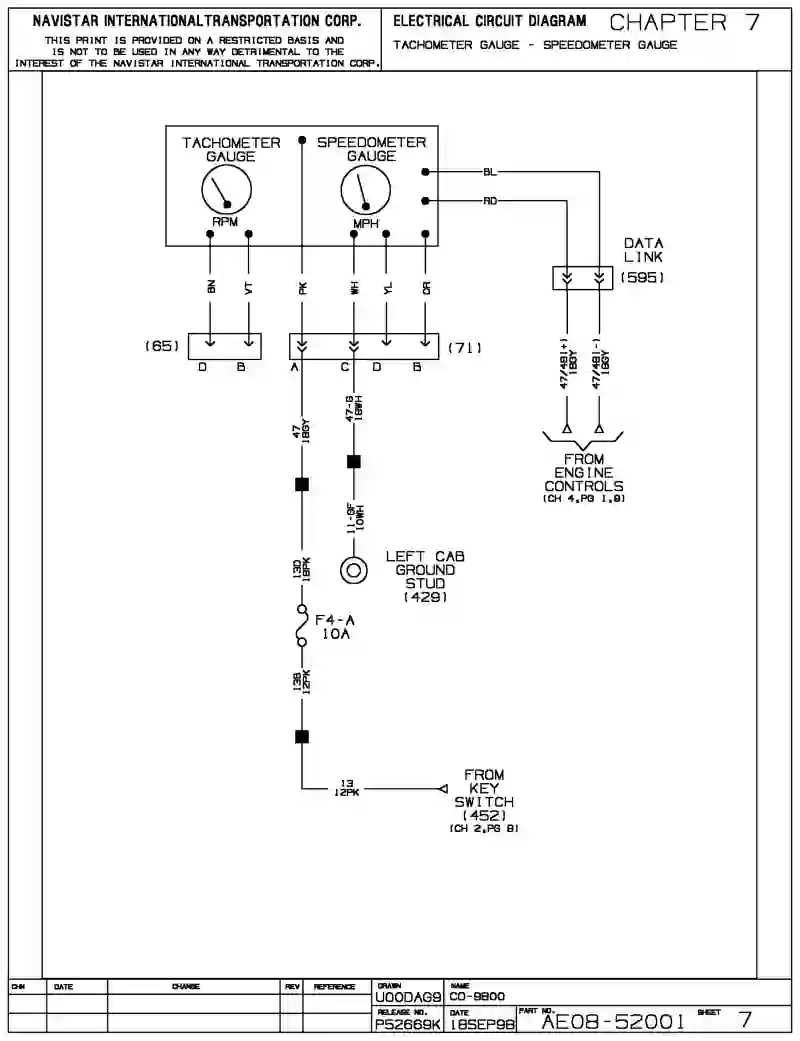 NAVISTAR INTERNATIONAL TRANSPORTATION CORP.
THIS PRINT IS PROVIDED ON A RESTRICTED BASIS AND
IS NOT TO BE USED IN ANY WAY DETRIMENTAL TO THE
INTEREST OF THE NAVISTAR INTERNATIONAL TRANSPORTATION CORP.
ELECTRICAL CIRCUIT DIAGRAM CHAPTER 7
TACHOMETER GAUGE - SPEEDOMETER GAUGE
TACHOMETER
GAUGE
RPM
SPEEDOMETER
GAUGE
MPH
BL
RD
DATA
LINK
(595)
BN
VT
PK
WH
YL
OR
(65)
D
B
A
C
D
B
(71)
47/481(+)
18GY
47/481(-)
18GY
FROM
ENGINE
CONTROLS
(CH 4,PG 1,9)
47
18GY
47-G
18WH
11-GF
10WH
LEFT CAB
GROUND
STUD
(429)
13D
18PK
F4-A
10A
13B
12PK
13
12PK
FROM
KEY
SWITCH
(452)
(CH 2,PG 8)
CHK
DATE
CHANGE
REV
REFERENCE
DRAWN
U00DAG9
NAME
CO-9800
RELEASE NO.
P52669K
DATE
18SEP98
PART NO.
AE08-52001
SHEET
7